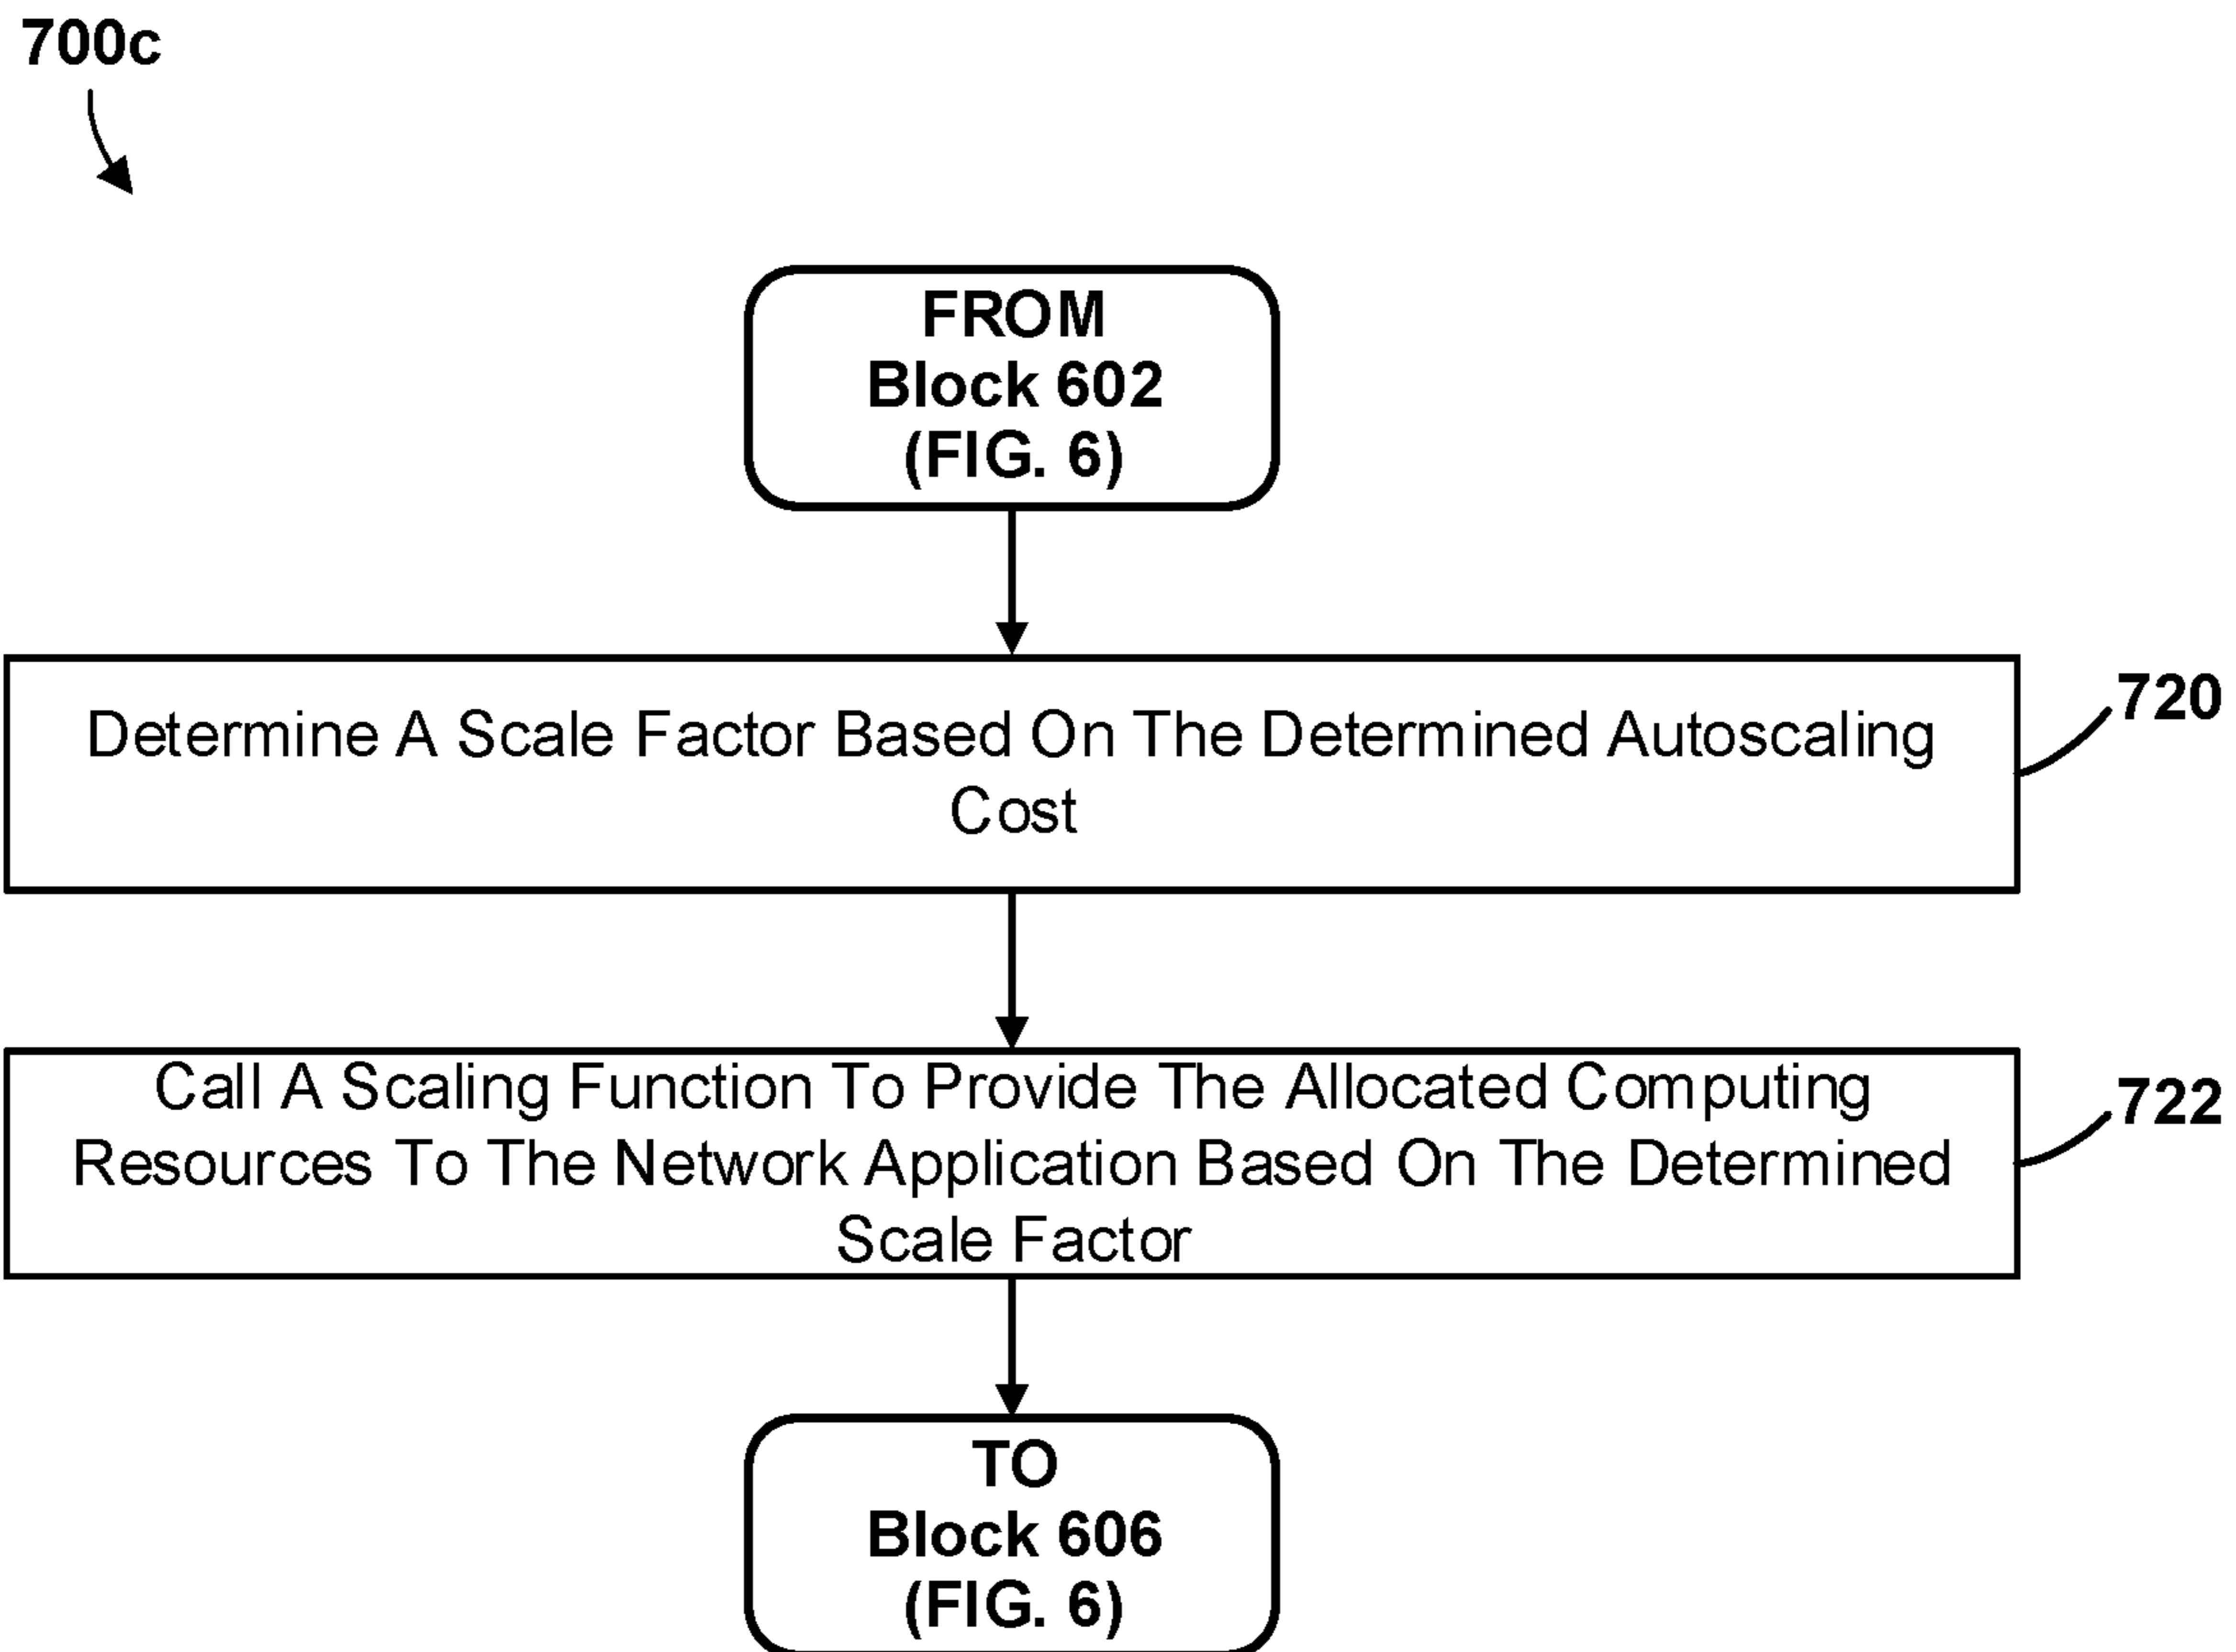 700c
FROM
Block 602
(FIG. 6)
Determine A Scale Factor Based On The Determined Autoscaling
Cost
720
Call A Scaling Function To Provide The Allocated Computing
Resources To The Network Application Based On The Determined
Scale Factor
722
TO
Block 606
(FIG. 6)